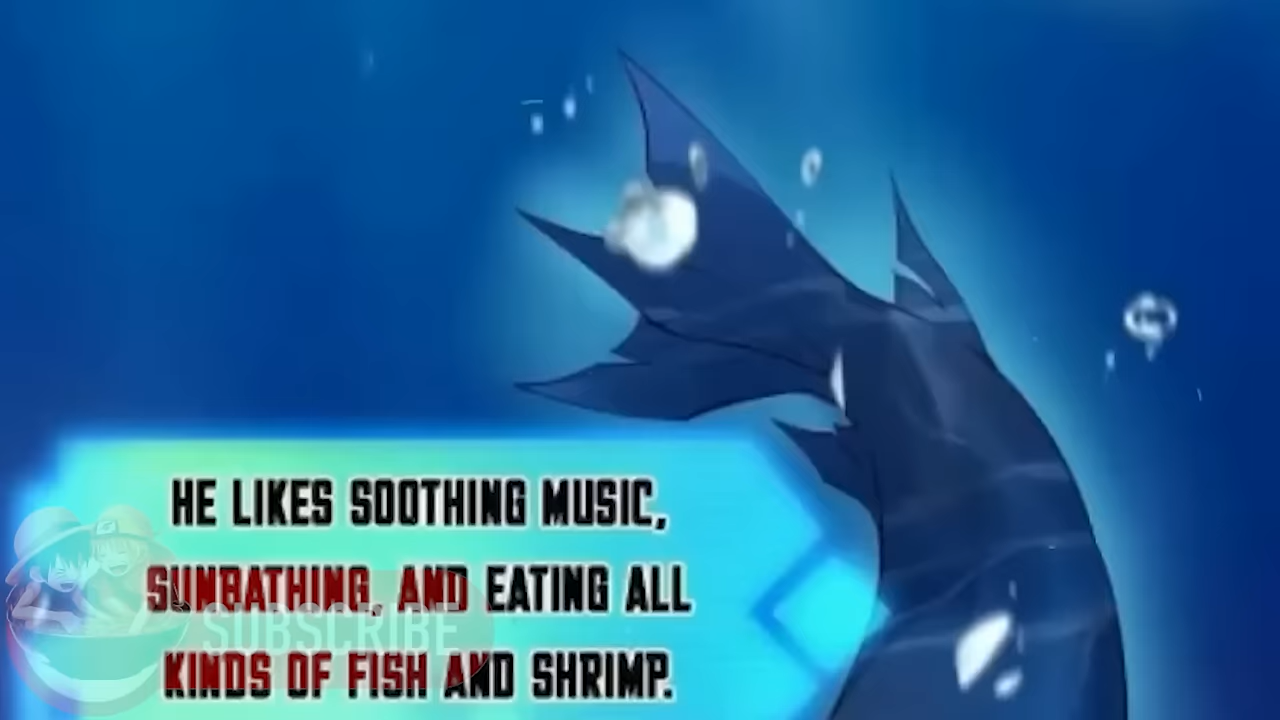 HE LIKES SOOTHING MUSIC,
SUNBATHING, AND EATING ALL
KINDS OF FISH AND SHRIMP.
SUBSCRIBE